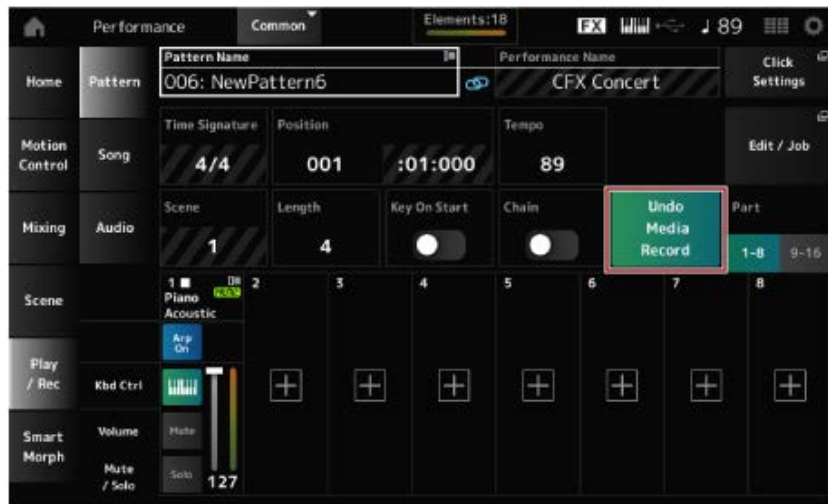 Performance
Common
Elements:18
FX
♩ 89
Home
Pattern
Pattern Name
006: NewPattern6
Performance Name
CFX Concert
Click
Settings
Motion
Control
Song
Time Signature
4/4
Position
001 :01:000
Tempo
89
Edit / Job
Mixing
Audio
Scene
1
Length
4
Key On Start
Chain
Undo
Media
Record
Part
1-8 9-16
Scene
1
Piano
Acoustic
2
3
4
5
6
7
8
Arp
On
Play
/ Rec
Kbd Ctrl
Smart
Morph
Volume
Mute
Mute
/ Solo
Solo
127